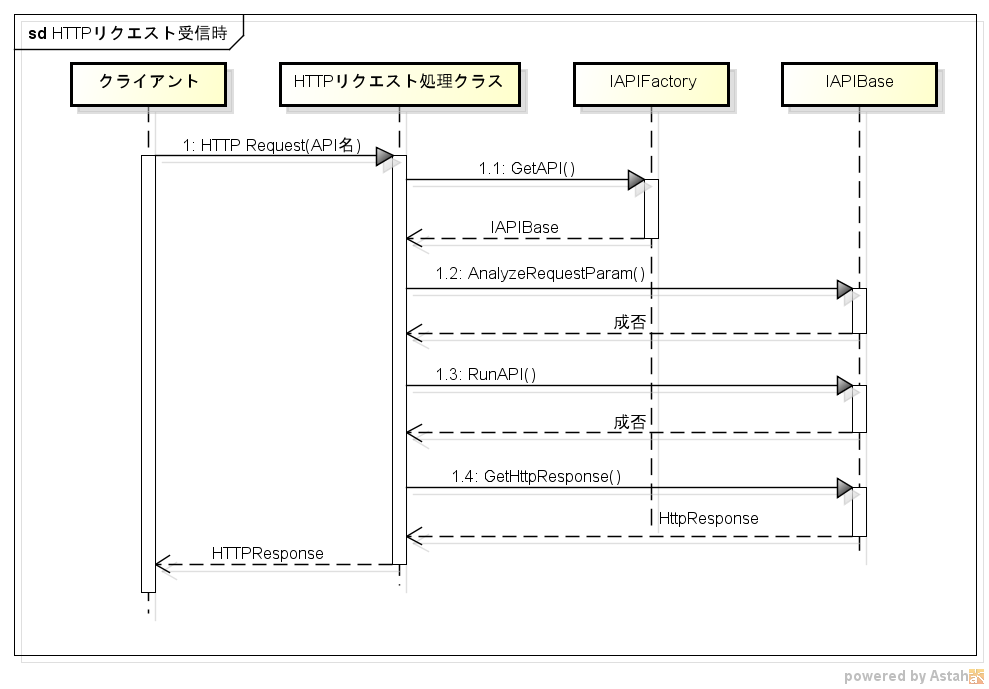 sd HTTPリクエスト受信時
クライアント
HTTPリクエスト処理クラス
IAPIFactory
IAPIBase
1: HTTP Request(API名)
1.1: GetAPI()
IAPIBase
1.2: AnalyzeRequestParam()
成否
1.3: RunAPI()
成否
1.4: GetHttpResponse()
HttpResponse
HTTPResponse
powered by Astah